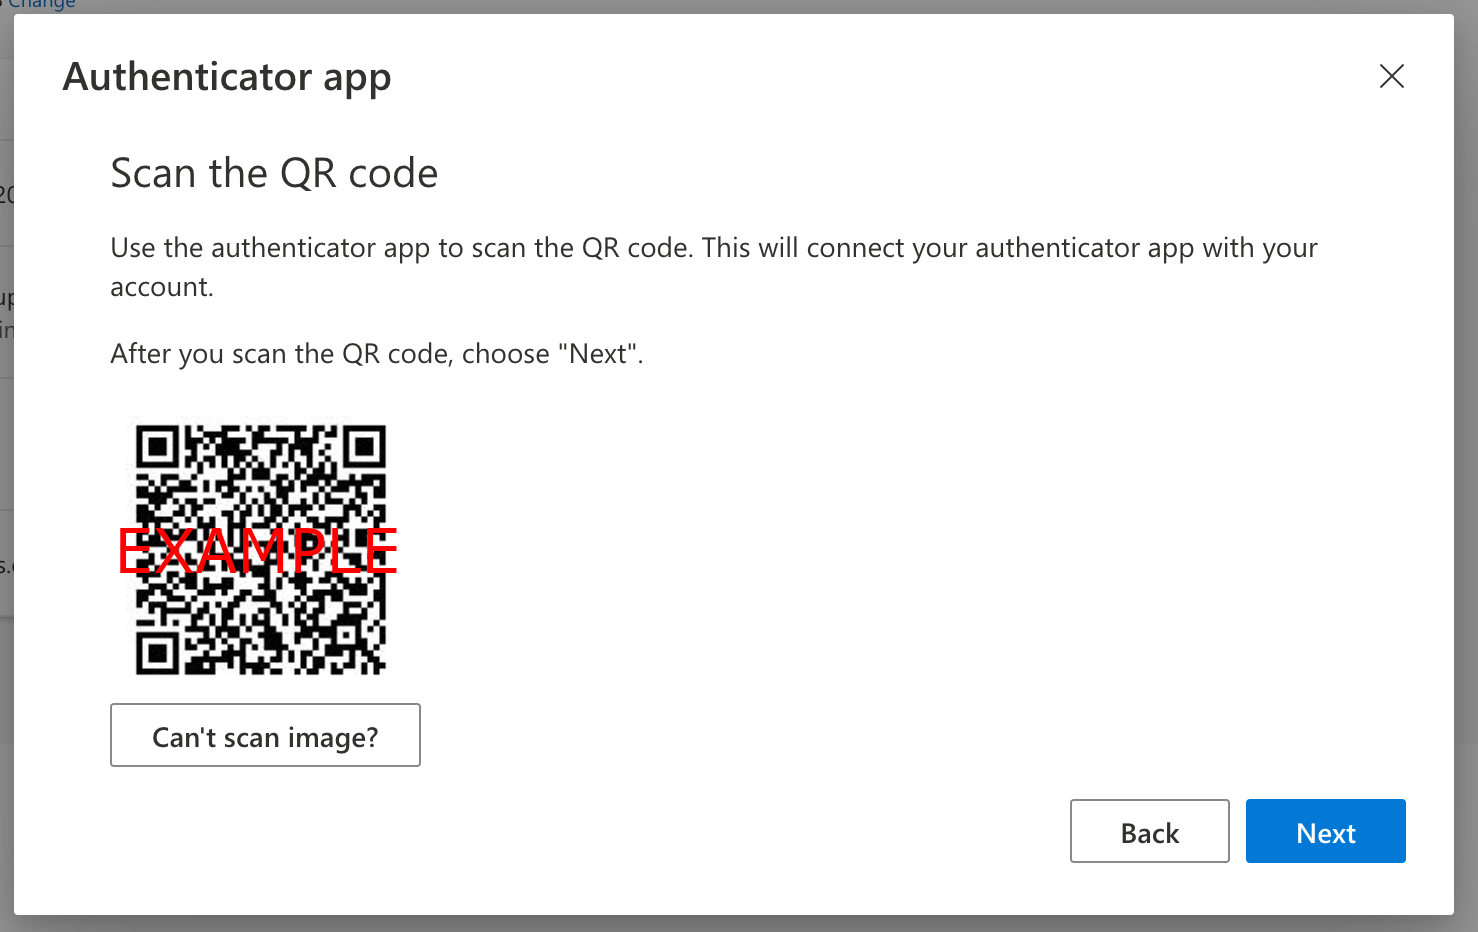 Change
Authenticator app
Scan the QR code
Use the authenticator app to scan the QR code. This will connect your authenticator app with your
account.
After you scan the QR code, choose "Next".
EXAMPLE
Can't scan image?
Back
Next